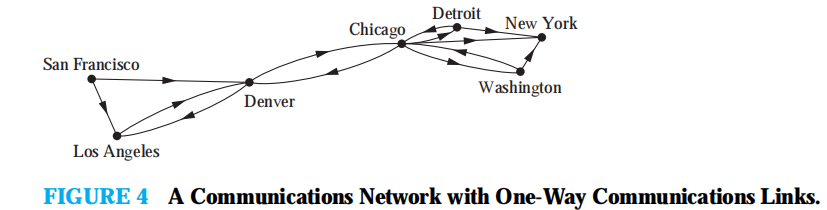 Detroit
New York
Chicago
San Francisco
Washington
Denver
Los Angeles
FIGURE 4 A Communications Network with One-Way Communications Links.